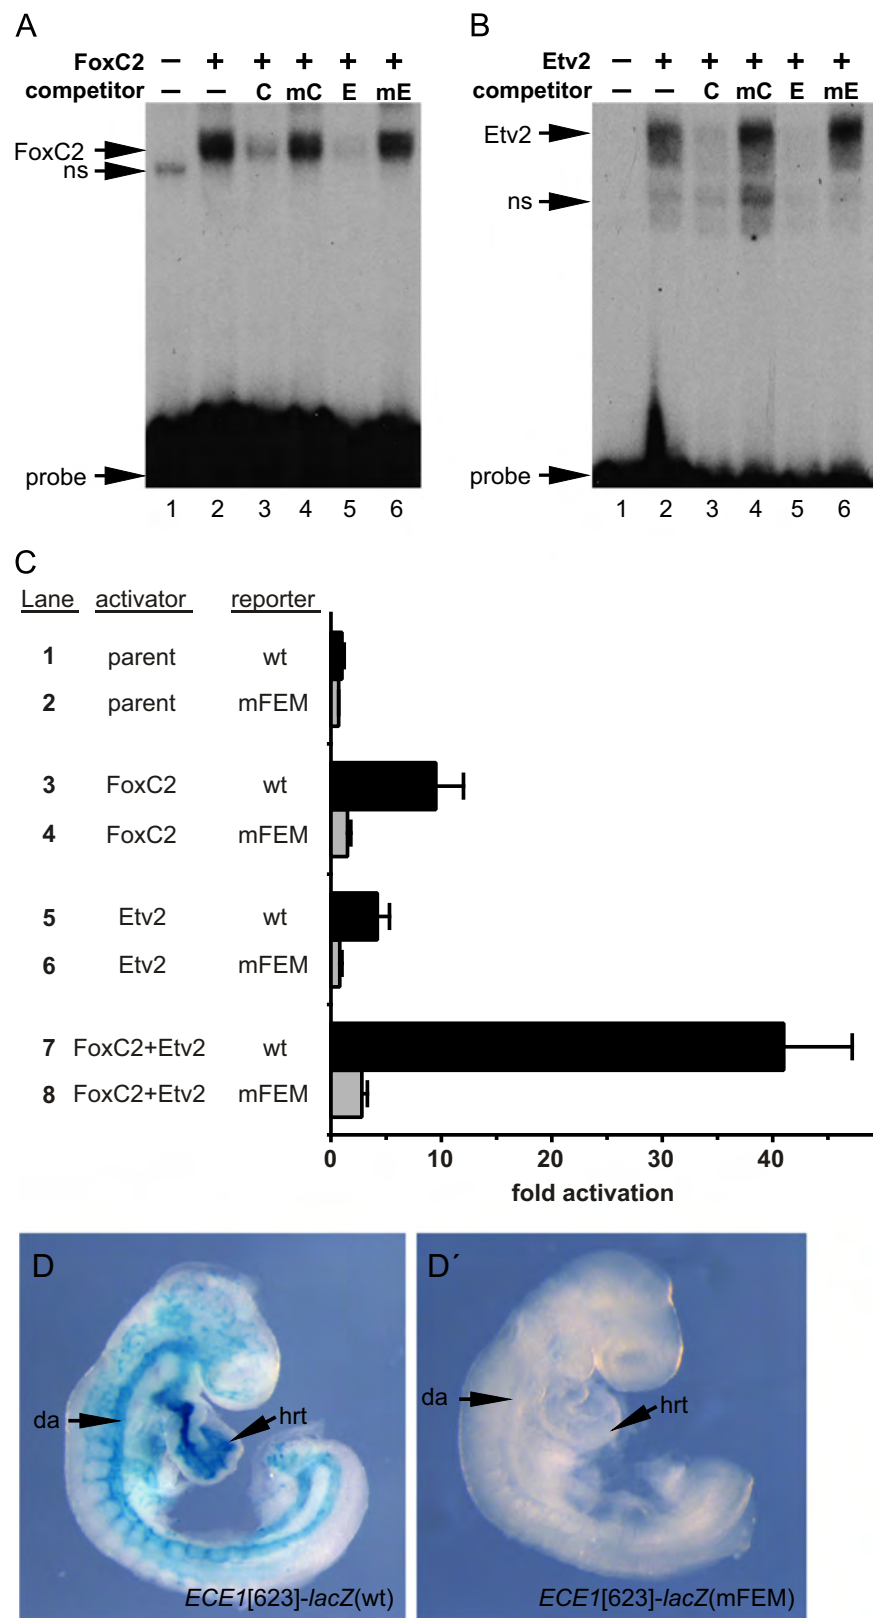 A
FoxC2 – + + + + +
competitor – – C mC E mE
FoxC2
ns
probe
1 2 3 4 5 6
B
Etv2 – + + + + +
competitor – – C mC E mE
Etv2
ns
probe
1 2 3 4 5 6
C
Lane activator reporter
1 parent wt
2 parent mFEM
3 FoxC2 wt
4 FoxC2 mFEM
5 Etv2 wt
6 Etv2 mFEM
7 FoxC2+Etv2 wt
8 FoxC2+Etv2 mFEM
0 10 20 30 40
fold activation
D
da
hrt
ECE1[623]-lacZ(wt)
D´
da
hrt
ECE1[623]-lacZ(mFEM)